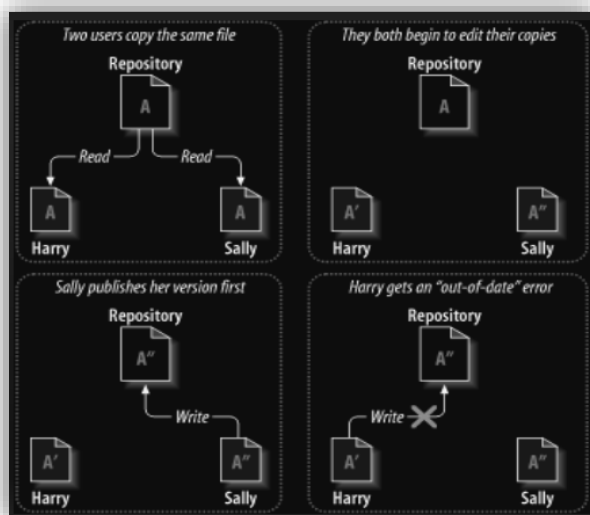 Two users copy the same file
Repository
A
Read
Read
A
A
Harry
Sally
They both begin to edit their copies
Repository
A
A'
A"
Harry
Sally
Sally publishes her version first
Repository
A"
Write
A'
A"
Harry
Sally
Harry gets an "out-of-date" error
Repository
A"
Write
A'
A"
Harry
Sally